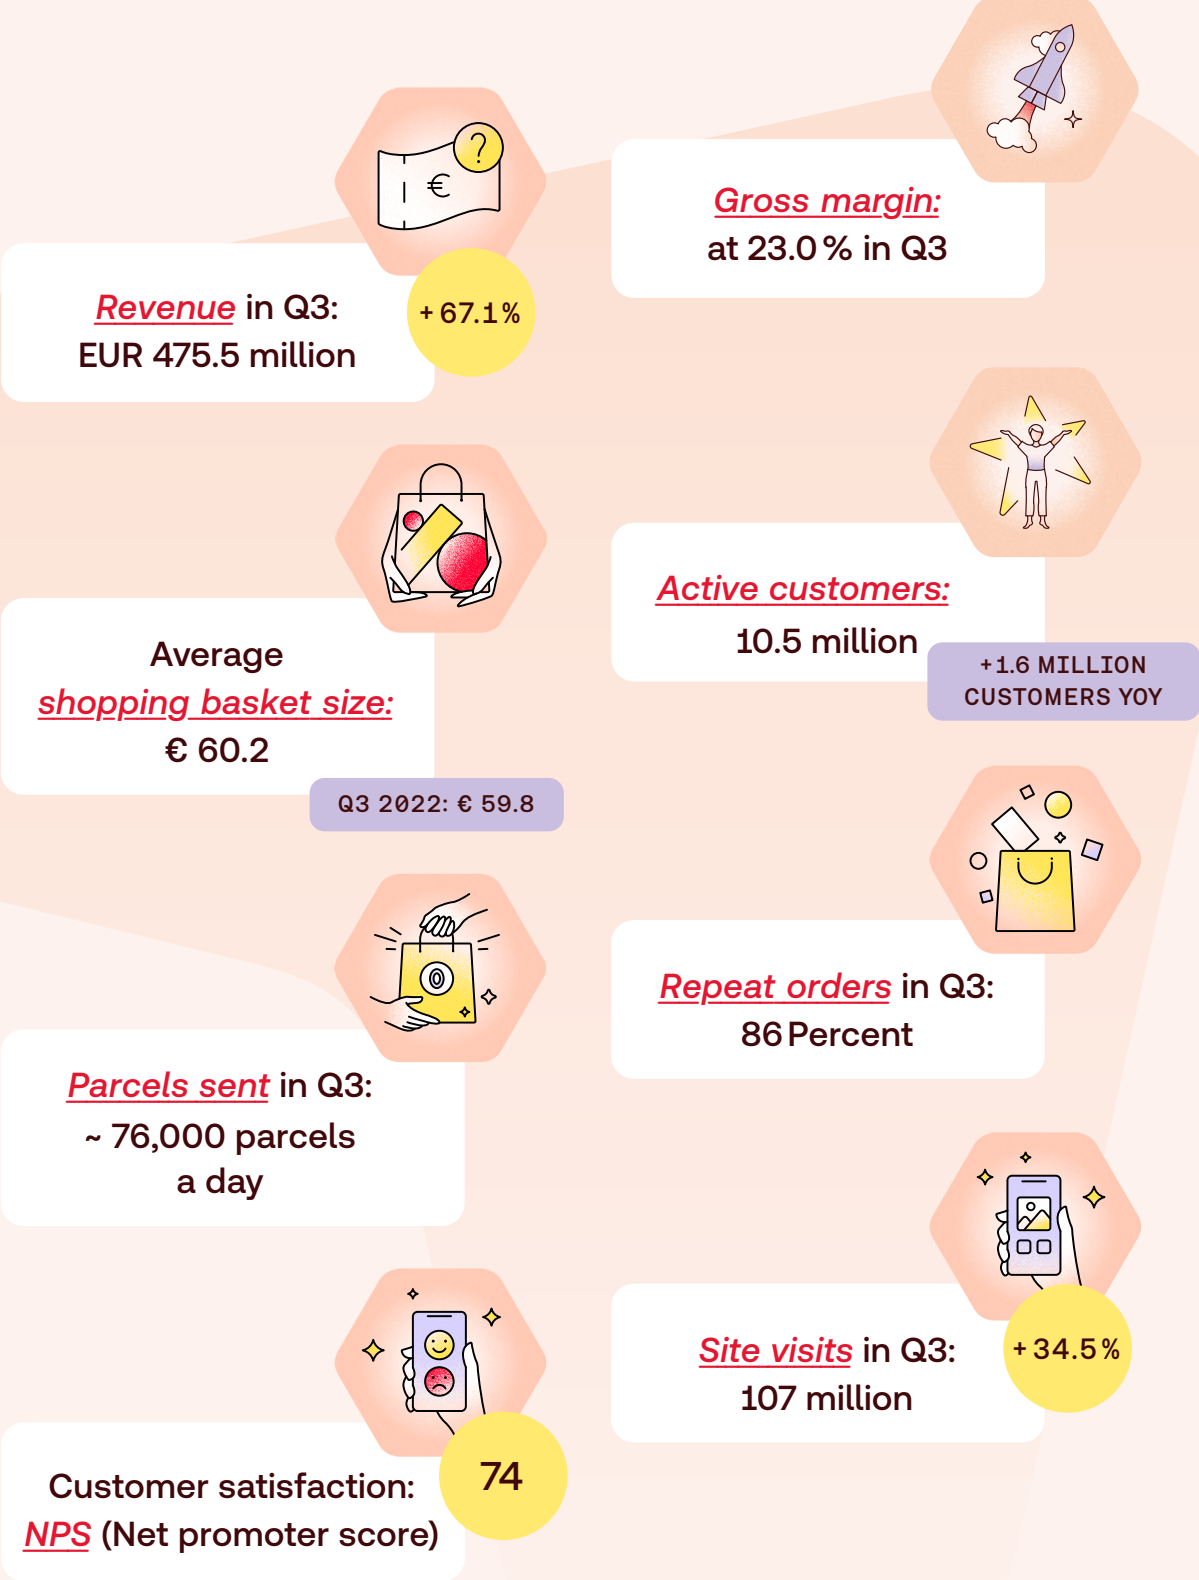 Gross margin:
at 23.0 % in Q3
?
€
Revenue in Q3:
EUR 475.5 million
+ 67.1 %
Active customers:
10.5 million
+1.6 MILLION
CUSTOMERS YOY
Average
shopping basket size:
€ 60.2
Q3 2022: € 59.8
Repeat orders in Q3:
86 Percent
Parcels sent in Q3:
~ 76,000 parcels
a day
Site visits in Q3:
107 million
+ 34.5 %
Customer satisfaction:
NPS (Net promoter score)
74